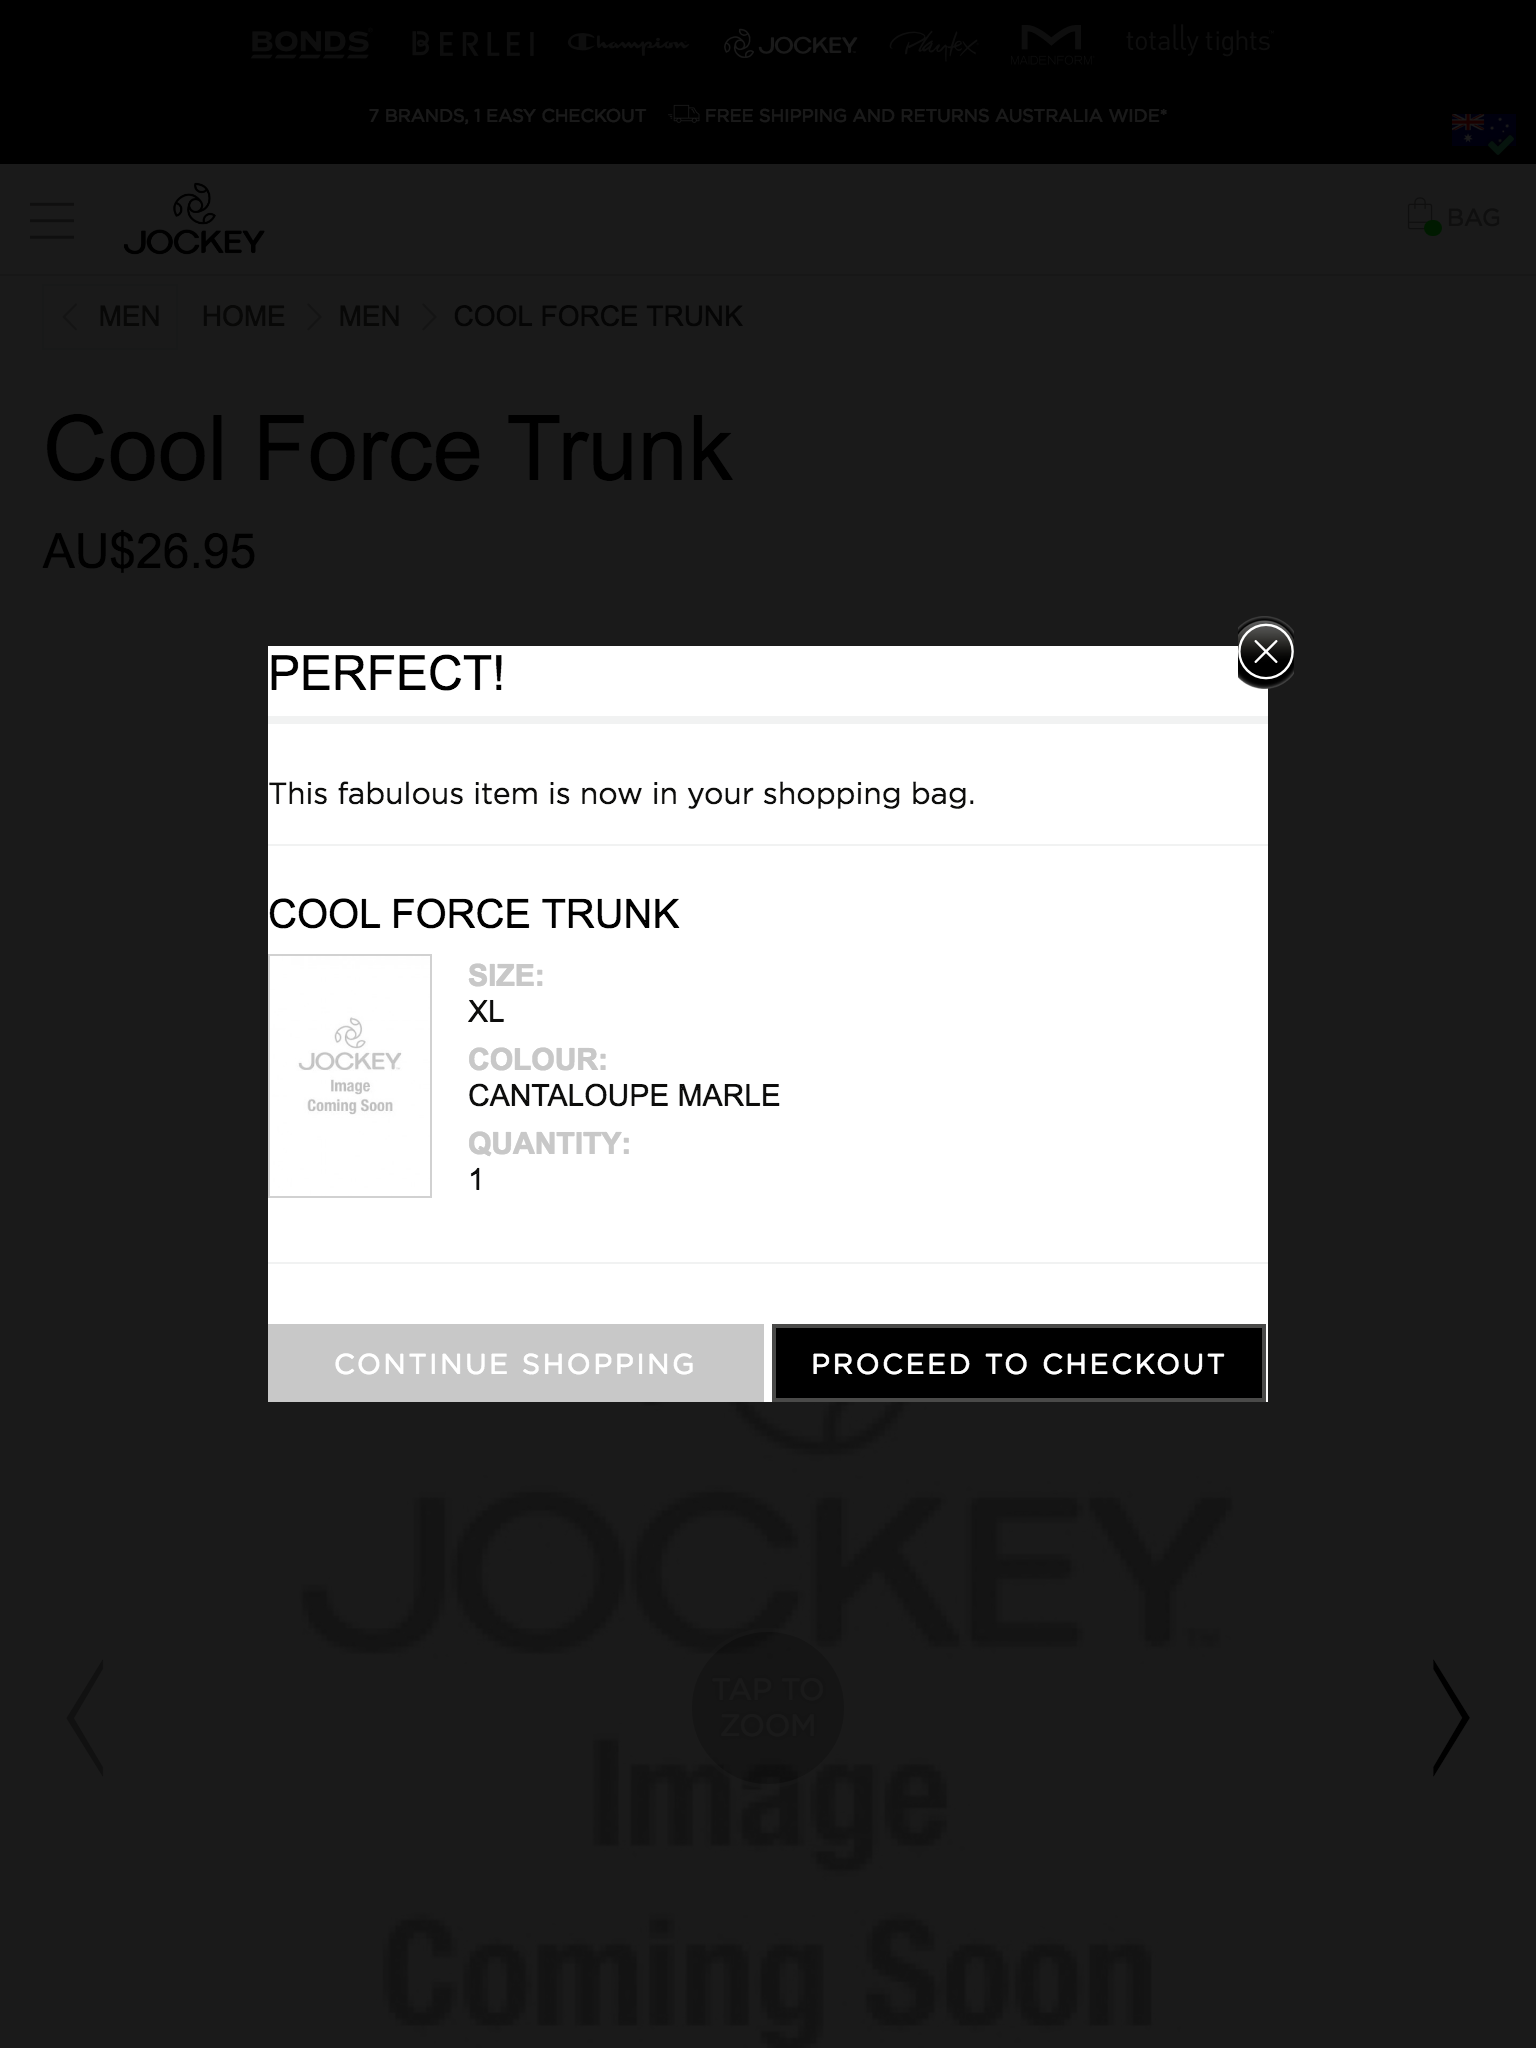 BONDS
BERLEI
Champion
JOCKEY
Playtex
MAIDENFORM
totally tights
7 BRANDS, 1 EASY CHECKOUT
FREE SHIPPING AND RETURNS AUSTRALIA WIDE*
JOCKEY
BAG
MEN
HOME
MEN
COOL FORCE TRUNK
Cool Force Trunk
AU$26.95
PERFECT!
This fabulous item is now in your shopping bag.
COOL FORCE TRUNK
JOCKEY
Image
Coming Soon
SIZE:
XL
COLOUR:
CANTALOUPE MARLE
QUANTITY:
1
CONTINUE SHOPPING
PROCEED TO CHECKOUT
JOCKEY™
TAP TO
ZOOM
Image
Coming Soon